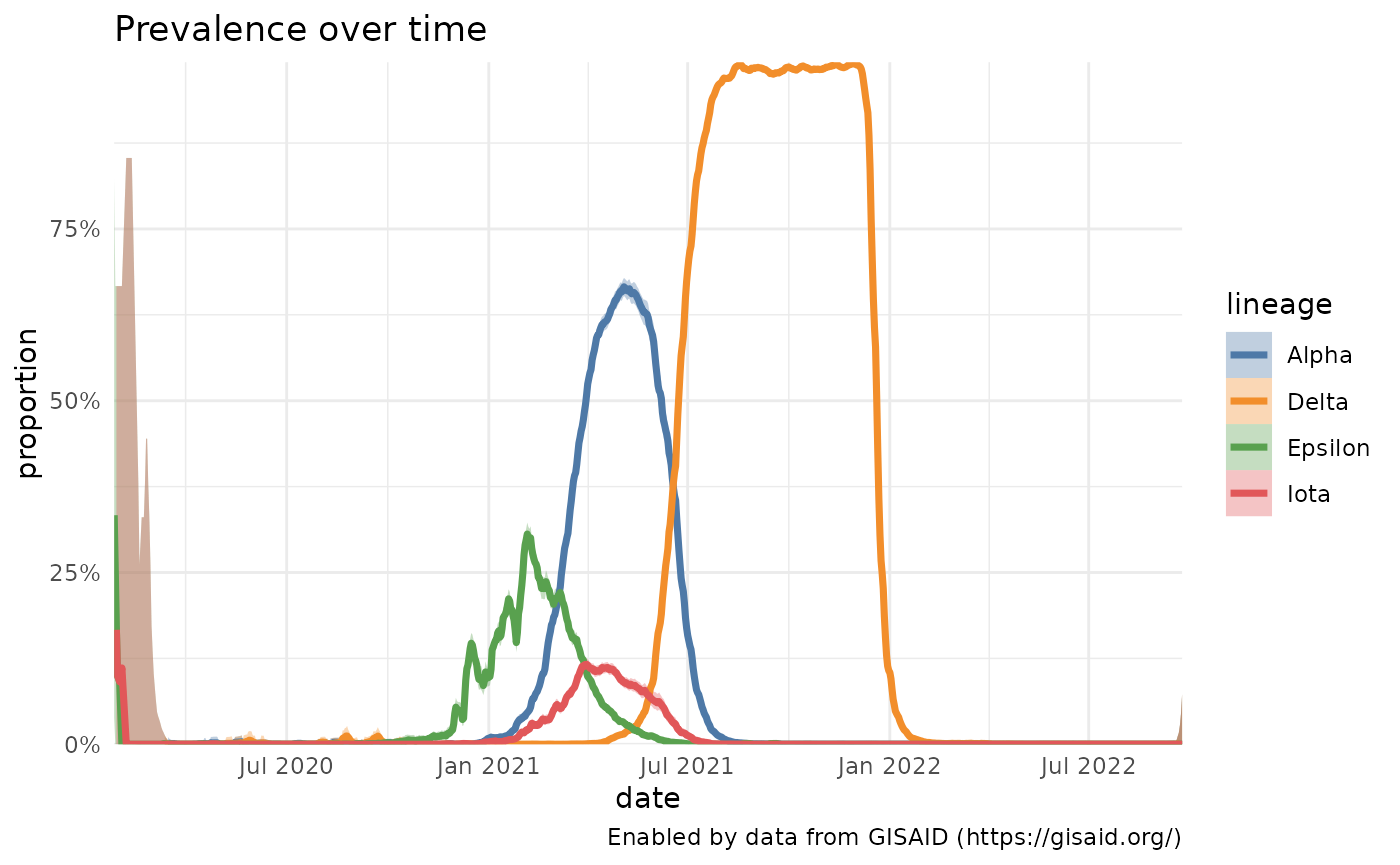 Prevalence over time
proportion
75%
50%
25%
0%
Jul 2020
Jan 2021
Jul 2021
Jan 2022
Jul 2022
date
lineage
Alpha
Delta
Epsilon
Iota
Enabled by data from GISAID (https://gisaid.org/)